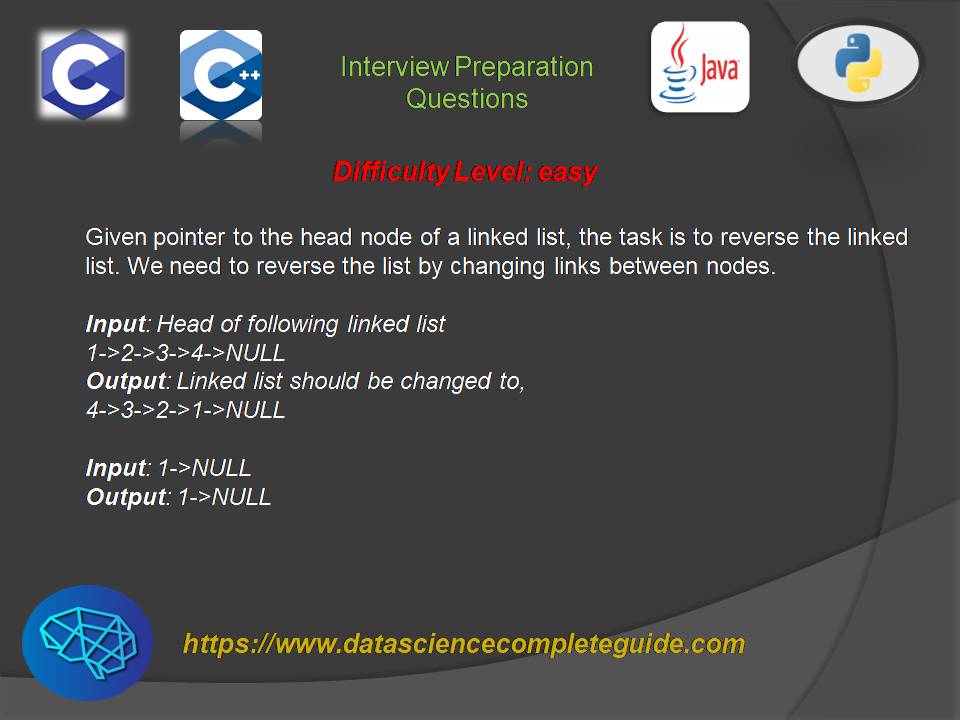 C
C++
Interview Preparation
Questions
Java
Difficulty Level: easy
Given pointer to the head node of a linked list, the task is to reverse the linked
list. We need to reverse the list by changing links between nodes.
Input: Head of following linked list
1->2->3->4->NULL
Output: Linked list should be changed to,
4->3->2->1->NULL
Input: 1->NULL
Output: 1->NULL
https://www.datasciencecompleteguide.com